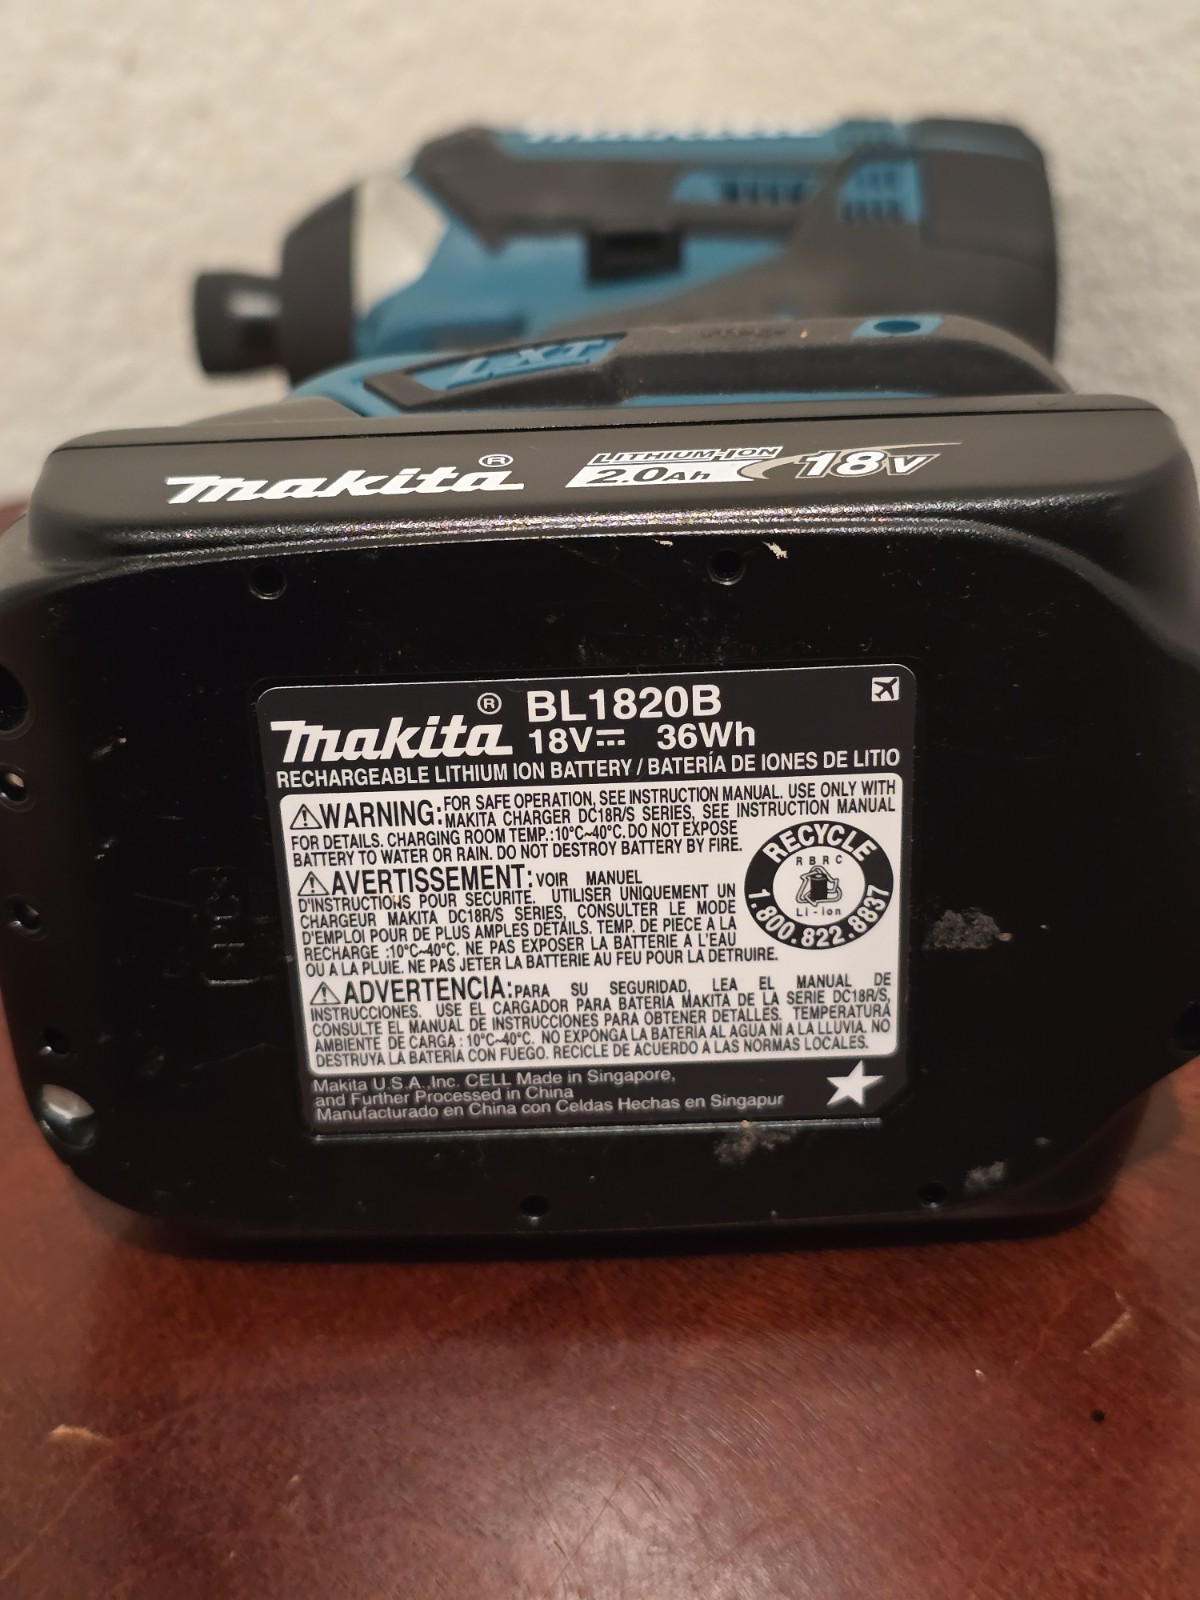 makita
LXT
makita® LITHIUM-ION 2.0Ah 18V
makita® BL1820B
18V 36Wh
RECHARGEABLE LITHIUM ION BATTERY / BATERÍA DE IONES DE LITIO
WARNING: FOR SAFE OPERATION, SEE INSTRUCTION MANUAL. USE ONLY WITH
MAKITA CHARGER DC18R/S SERIES, SEE INSTRUCTION MANUAL
FOR DETAILS. CHARGING ROOM TEMP.:10°C~40°C. DO NOT EXPOSE
BATTERY TO WATER OR RAIN. DO NOT DESTROY BATTERY BY FIRE.
RECYCLE
RBRC
Li-ion
1.800.822.8837
AVERTISSEMENT: VOIR MANUEL
D'INSTRUCTIONS POUR SECURITE. UTILISER UNIQUEMENT UN
CHARGEUR MAKITA DC18R/S SERIES, CONSULTER LE MODE
D'EMPLOI POUR DE PLUS AMPLES DETAILS. TEMP. DE PIECE A LA
RECHARGE :10°C~40°C. NE PAS EXPOSER LA BATTERIE A L'EAU
OU A LA PLUIE. NE PAS JETER LA BATTERIE AU FEU POUR LA DETRUIRE.
ADVERTENCIA: PARA SU SEGURIDAD, LEA EL MANUAL DE
INSTRUCCIONES. USE EL CARGADOR PARA BATERÍA MAKITA DE LA SERIE DC18R/S,
CONSULTE EL MANUAL DE INSTRUCCIONES PARA OBTENER DETALLES. TEMPERATURA
AMBIENTE DE CARGA : 10°C~40°C. NO EXPONGA LA BATERÍA AL AGUA NI A LA LLUVIA. NO
DESTRUYA LA BATERÍA CON FUEGO. RECICLE DE ACUERDO A LAS NORMAS LOCALES.
Makita U.S.A.,Inc. CELL Made in Singapore,
and Further Processed in China
Manufacturado en China con Celdas Hechas en Singapur